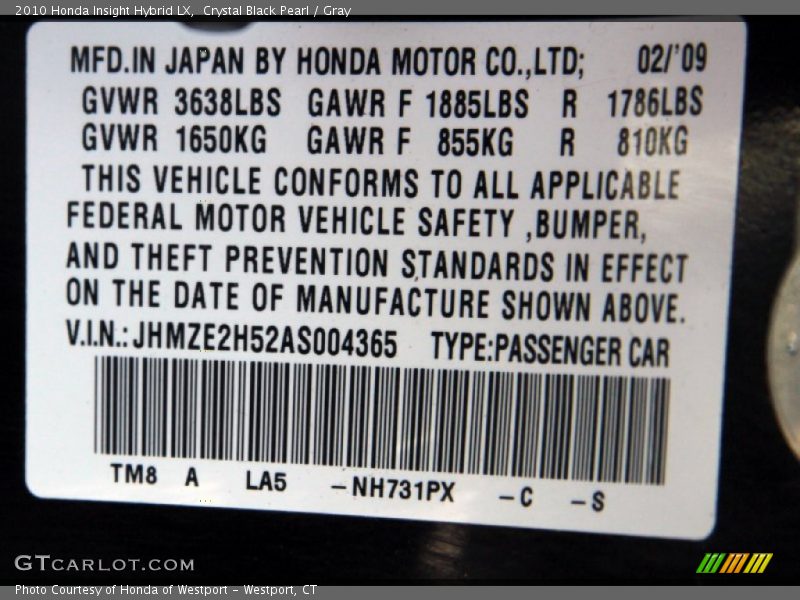 2010 Honda Insight Hybrid LX,  Crystal Black Pearl / Gray
MFD.IN JAPAN BY HONDA MOTOR CO.,LTD; 02/'09
GVWR 3638LBS GAWR F 1885LBS R 1786LBS
GVWR 1650KG GAWR F 855KG R 810KG
THIS VEHICLE CONFORMS TO ALL APPLICABLE
FEDERAL MOTOR VEHICLE SAFETY ,BUMPER,
AND THEFT PREVENTION STANDARDS IN EFFECT
ON THE DATE OF MANUFACTURE SHOWN ABOVE.
V.I.N.:JHMZE2H52AS004365 TYPE:PASSENGER CAR
TM8 A LA5 –NH731PX –C –S
GTCARLOT.COM
Photo Courtesy of Honda of Westport – Westport, CT